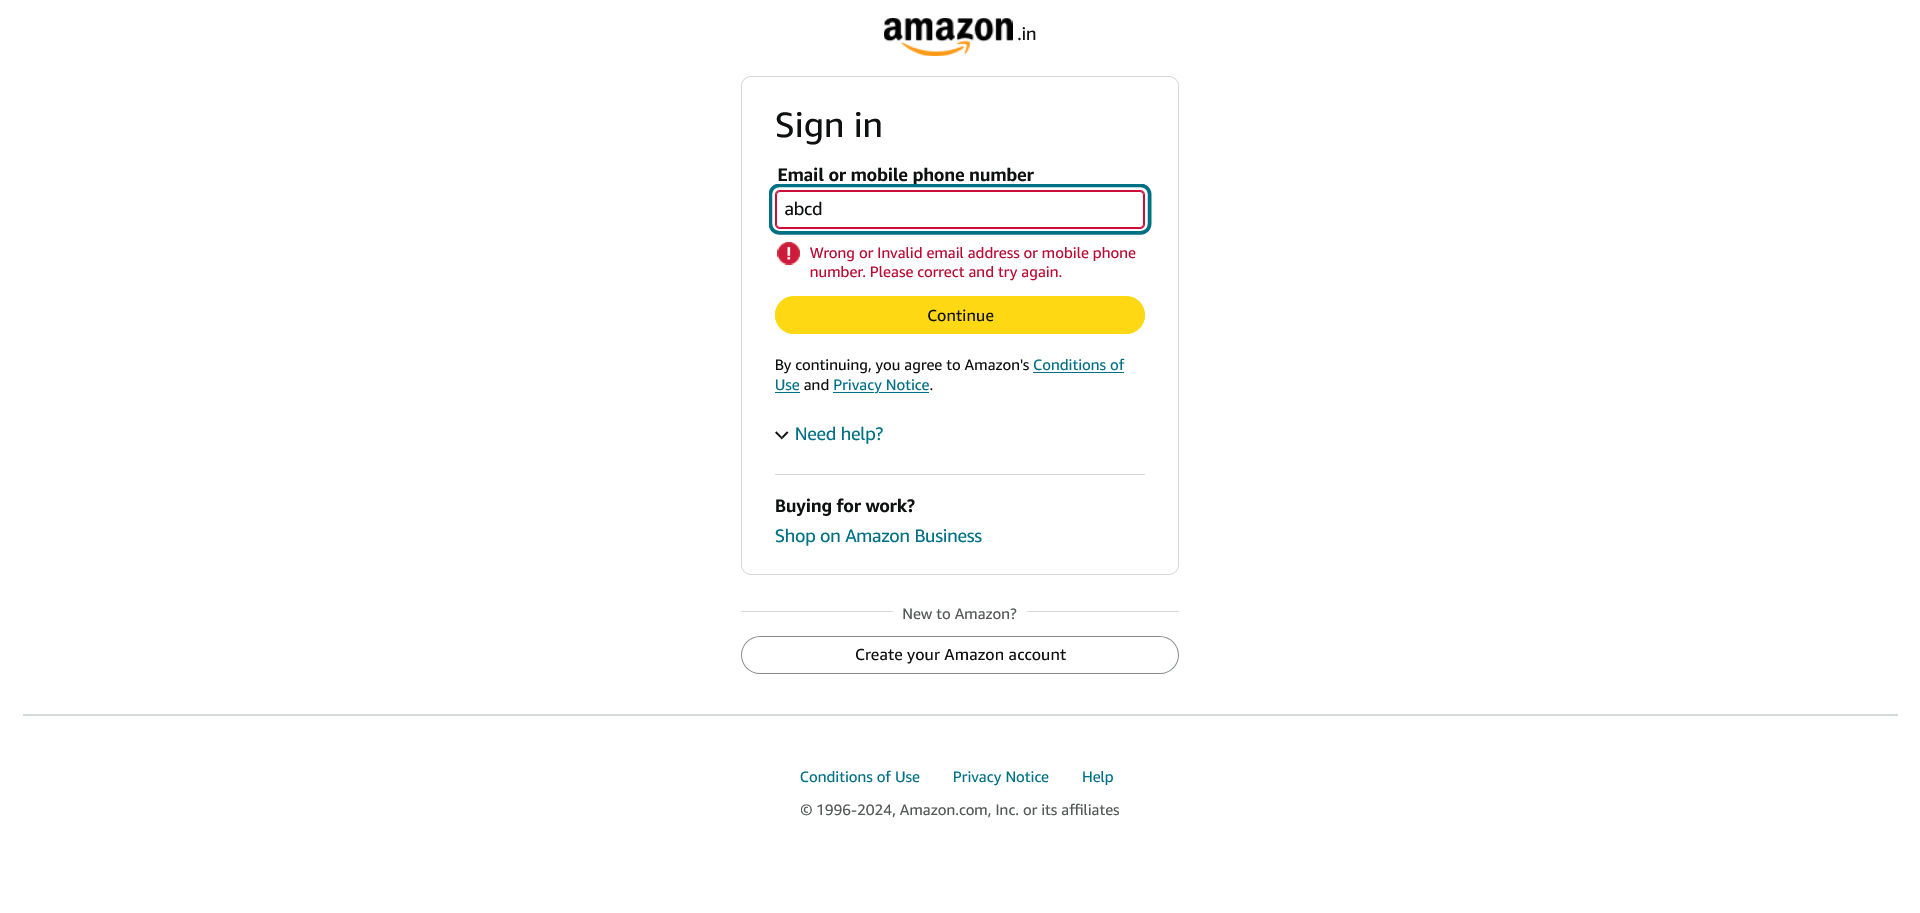 amazon.in
Sign in
Email or mobile phone number
abcd
Wrong or Invalid email address or mobile phone
number. Please correct and try again.
Continue
By continuing, you agree to Amazon's Conditions of
Use and Privacy Notice.
Need help?
Buying for work?
Shop on Amazon Business
New to Amazon?
Create your Amazon account
Conditions of Use Privacy Notice Help
© 1996-2024, Amazon.com, Inc. or its affiliates